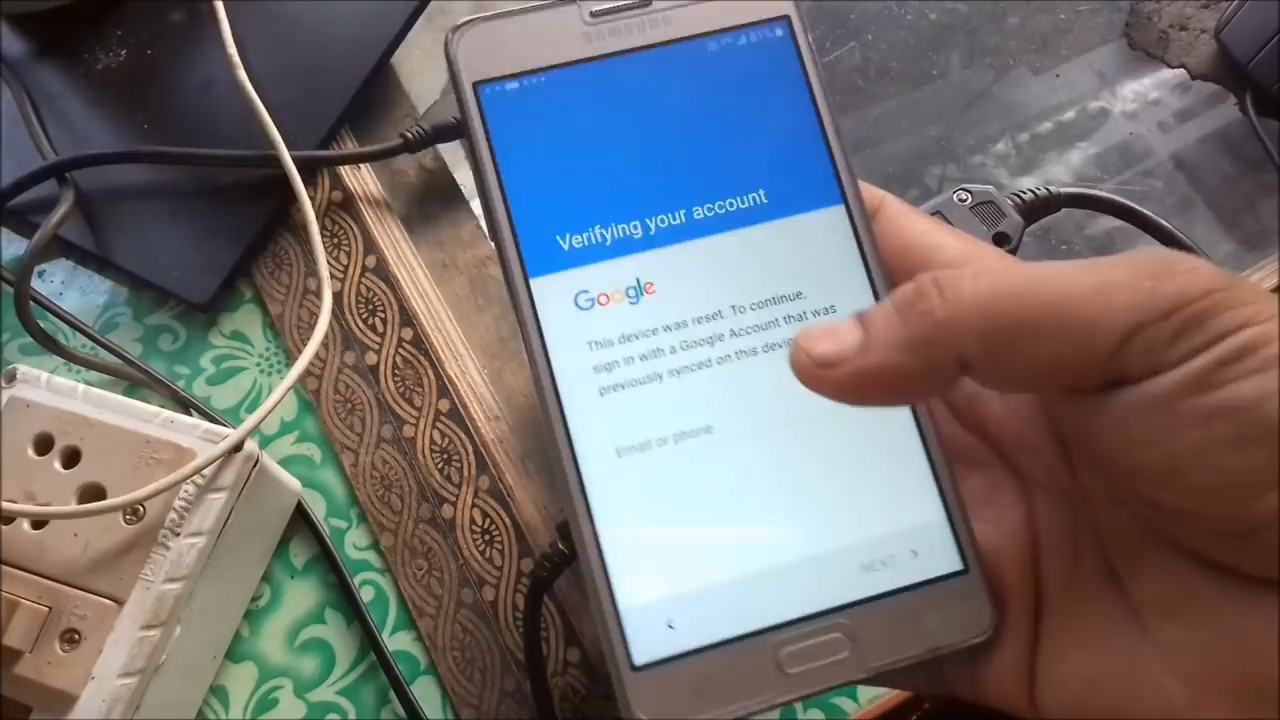 SAMSUNG
81%
Verifying your account
Google
This device was reset. To continue,
sign in with a Google Account that was
previously synced on this
Email or phone
NEXT